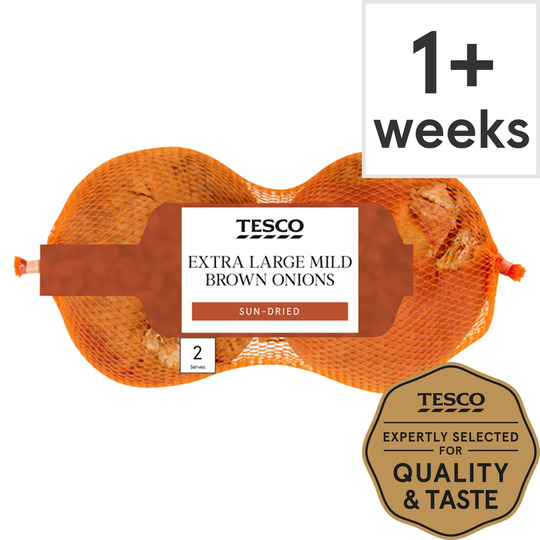 1+
weeks
TESCO
EXTRA LARGE MILD
BROWN ONIONS
SUN-DRIED
2
Serves
TESCO
EXPERTLY SELECTED
FOR
QUALITY
& TASTE